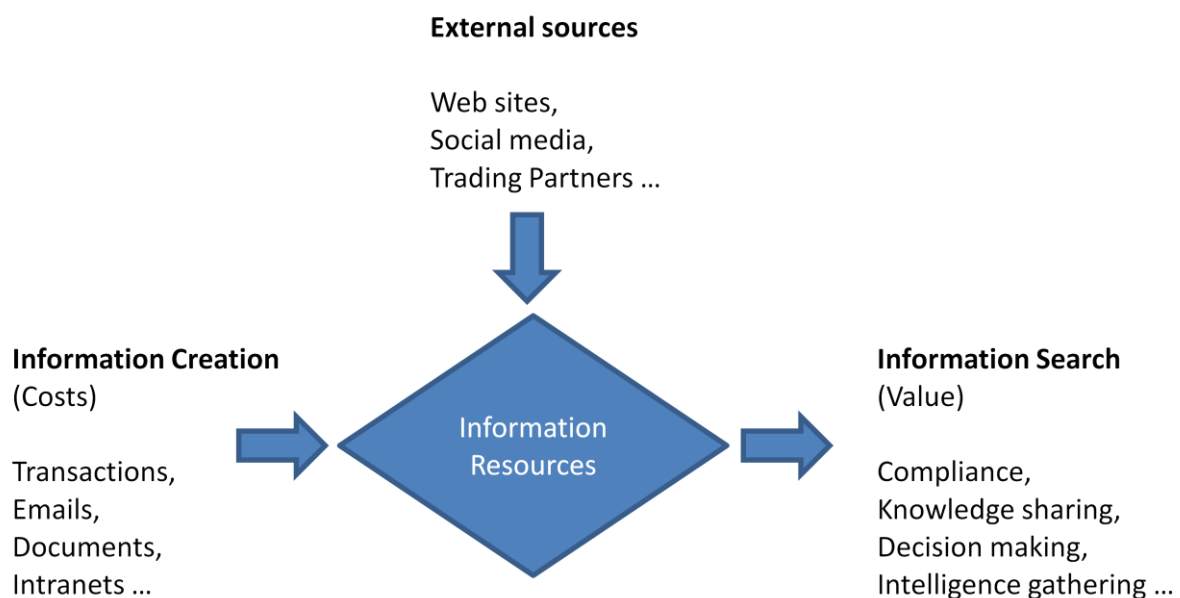 External sources
Web sites,
Social media,
Trading Partners ...
Information Creation
(Costs)
Transactions,
Emails,
Documents,
Intranets ...
Information
Resources
Information Search
(Value)
Compliance,
Knowledge sharing,
Decision making,
Intelligence gathering ...